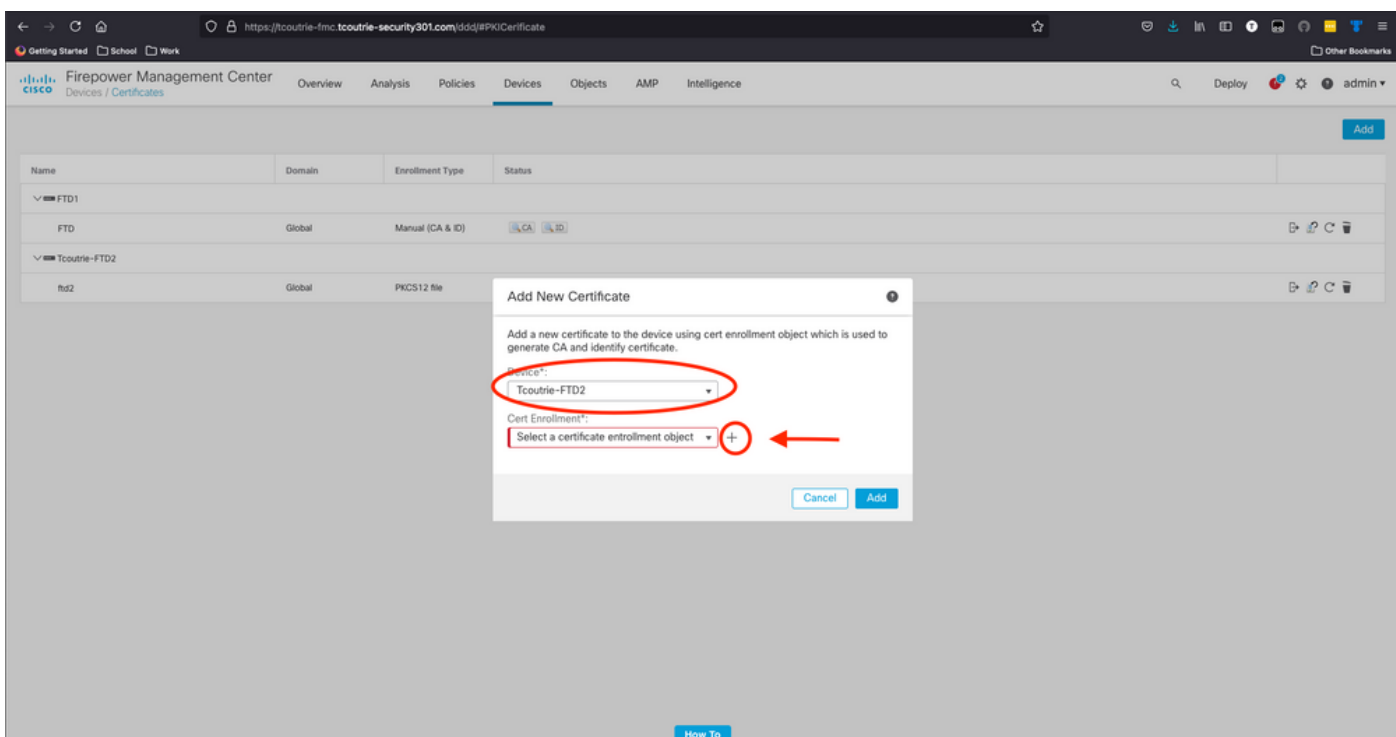 https://tcoutrie-fmc.tcoutrie-security301.com/ddd/#PKICerificate
Getting Started School Work Other Bookmarks
CISCO Firepower Management Center Overview Analysis Policies Devices Objects AMP Intelligence Deploy admin
Devices / Certificates
Add
Name Domain Enrollment Type Status
FTD1
FTD Global Manual (CA & ID) CA ID
Tcoutrie-FTD2
ftd2 Global PKCS12 file
Add New Certificate
Add a new certificate to the device using cert enrollment object which is used to
generate CA and identify certificate.
Device*:
Tcoutrie-FTD2
Cert Enrollment*:
Select a certificate entrollment object
Cancel Add
How To